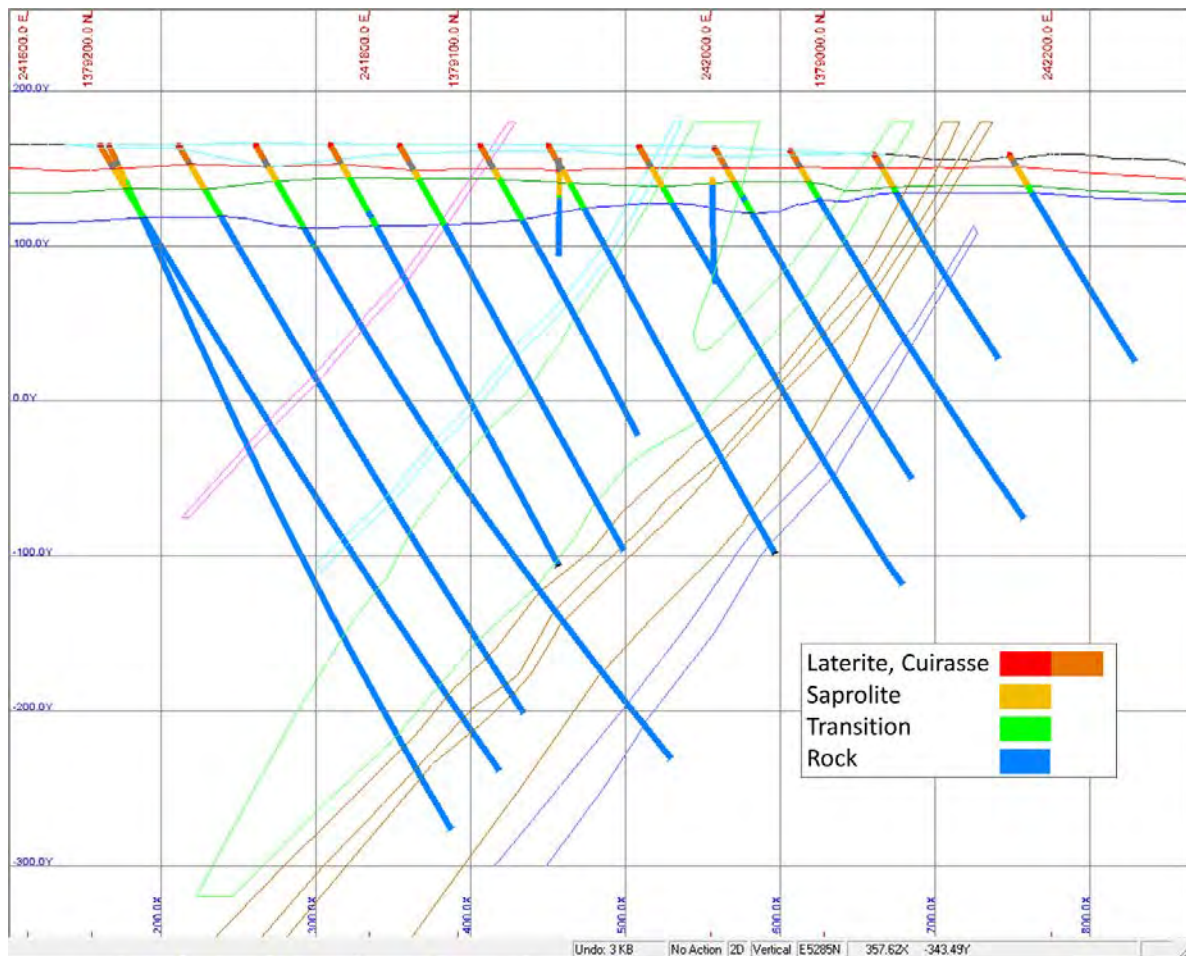 241600.0 E
1379200.0 N
241800.0 E
1379100.0 N
242000.0 E
1379000.0 N
242200.0 E
200.0Y
100.0Y
0.0Y
-100.0Y
-200.0Y
-300.0Y
Laterite, Cuirasse
Saprolite
Transition
Rock
200.0X
300.0X
400.0X
500.0X
600.0X
700.0X
800.0X
Undo: 3 KB No Action 2D Vertical E5285N 357.62X -343.49Y